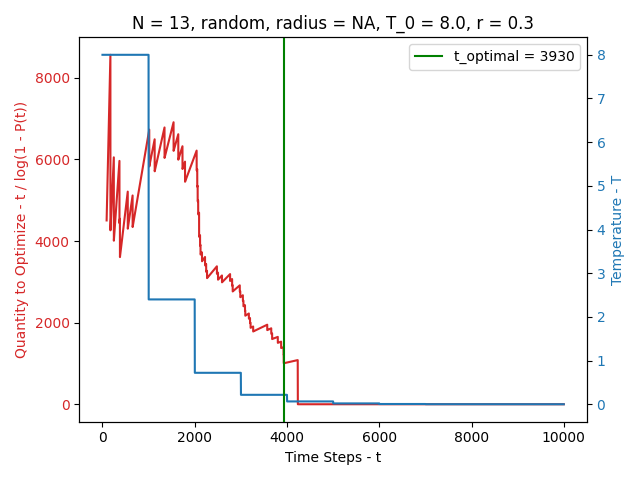 N = 13, random, radius = NA, T_0 = 8.0, r = 0.3
t_optimal = 3930
Quantity to Optimize - t / log(1 - P(t))
8000
6000
4000
2000
0
8
7
6
5
4
3
2
1
0
Temperature - T
0 2000 4000 6000 8000 10000
Time Steps - t